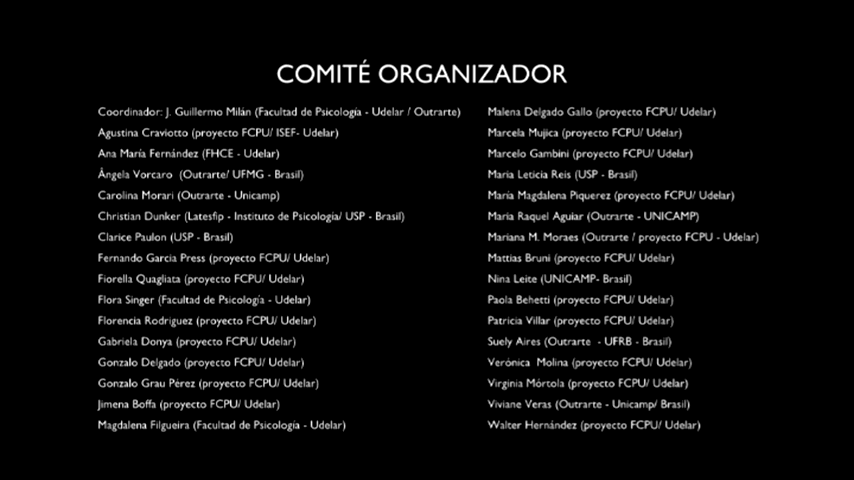 COMITÉ ORGANIZADOR
Coordinador: J. Guillermo Milán (Facultad de Psicología - Udelar / Outrarte)
Agustina Craviotto (proyecto FCPU/ ISEF- Udelar)
Ana María Fernández (FHCE - Udelar)
Ângela Vorcaro (Outrarte/ UFMG - Brasil)
Carolina Morari (Outrarte - Unicamp)
Christian Dunker (Latesfip - Instituto de Psicología/ USP - Brasil)
Clarice Paulon (USP - Brasil)
Fernando García Press (proyecto FCPU/ Udelar)
Fiorella Quagliata (proyecto FCPU/ Udelar)
Flora Singer (Facultad de Psicología - Udelar)
Florencia Rodriguez (proyecto FCPU/ Udelar)
Gabriela Donya (proyecto FCPU/ Udelar)
Gonzalo Delgado (proyecto FCPU/ Udelar)
Gonzalo Grau Pérez (proyecto FCPU/ Udelar)
Jimena Boffa (proyecto FCPU/ Udelar)
Magdalena Filgueira (Facultad de Psicología - Udelar)
Malena Delgado Gallo (proyecto FCPU/ Udelar)
Marcela Mujica (proyecto FCPU/ Udelar)
Marcelo Gambini (proyecto FCPU/ Udelar)
Maria Leticia Reis (USP - Brasil)
María Magdalena Piquerez (proyecto FCPU/ Udelar)
Maria Raquel Aguiar (Outrarte - UNICAMP)
Mariana M. Moraes (Outrarte / proyecto FCPU - Udelar)
Mattias Bruni (proyecto FCPU/ Udelar)
Nina Leite (UNICAMP- Brasil)
Paola Behetti (proyecto FCPU/ Udelar)
Patricia Villar (proyecto FCPU/ Udelar)
Suely Aires (Outrarte - UFRB - Brasil)
Verónica Molina (proyecto FCPU/ Udelar)
Virginia Mórtola (proyecto FCPU/ Udelar)
Viviane Veras (Outrarte - Unicamp/ Brasil)
Walter Hernández (proyecto FCPU/ Udelar)